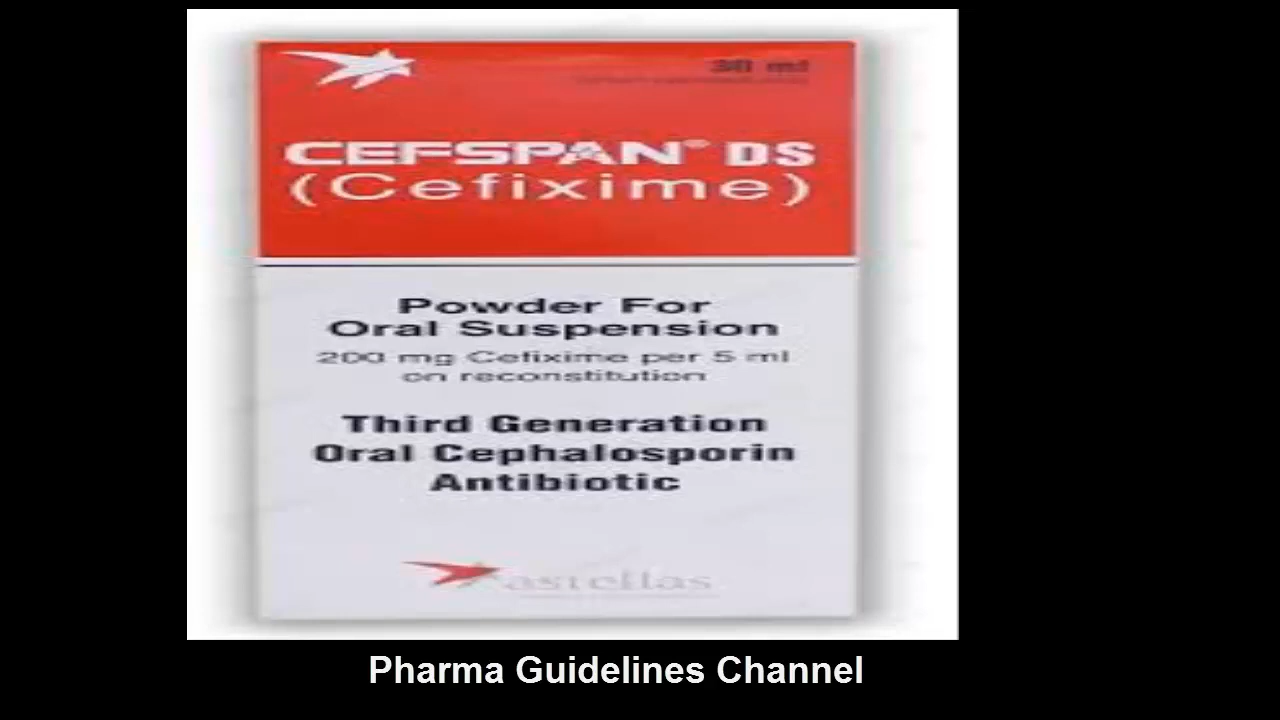 30 ml
CEFSPAN® DS
(Cefixime)
Powder For
Oral Suspension
200 mg Cefixime per 5 ml
on reconstitution
Third Generation
Oral Cephalosporin
Antibiotic
astellas
Pharma Guidelines Channel